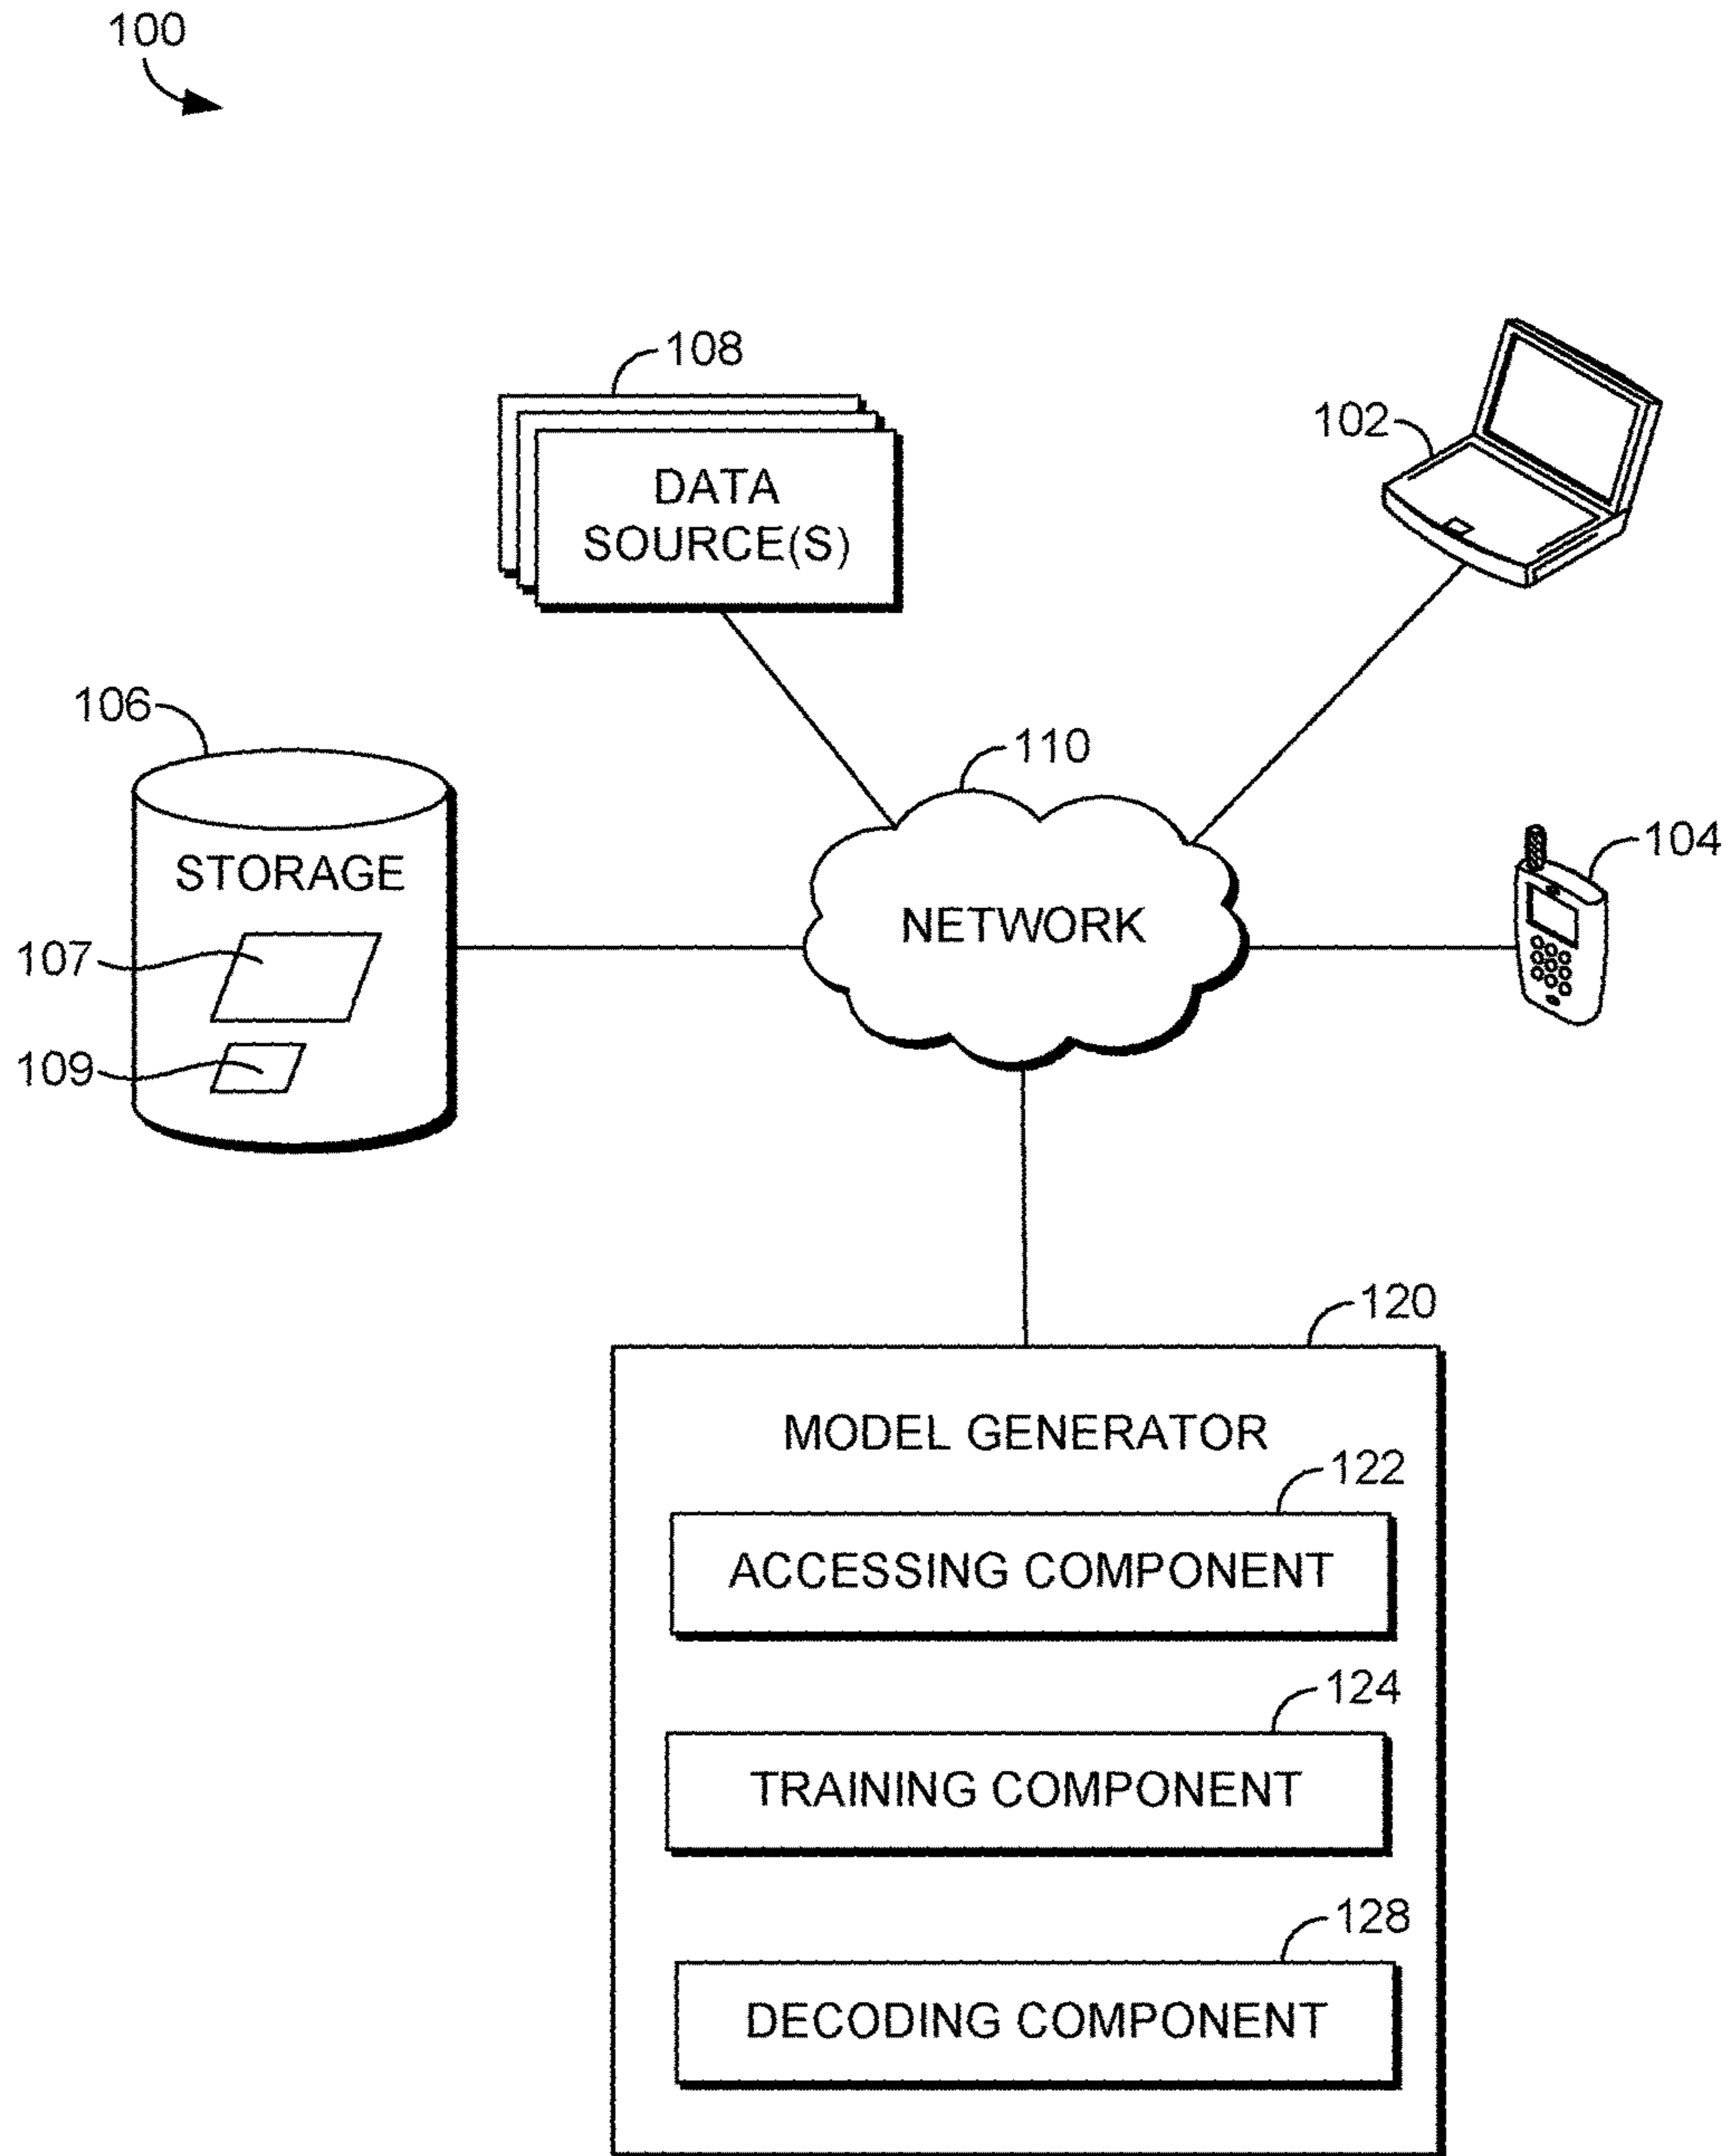 100
108
DATA
SOURCE(S)
102
106
110
STORAGE
104
NETWORK
107
109
120
MODEL GENERATOR
122
ACCESSING COMPONENT
124
TRAINING COMPONENT
128
DECODING COMPONENT